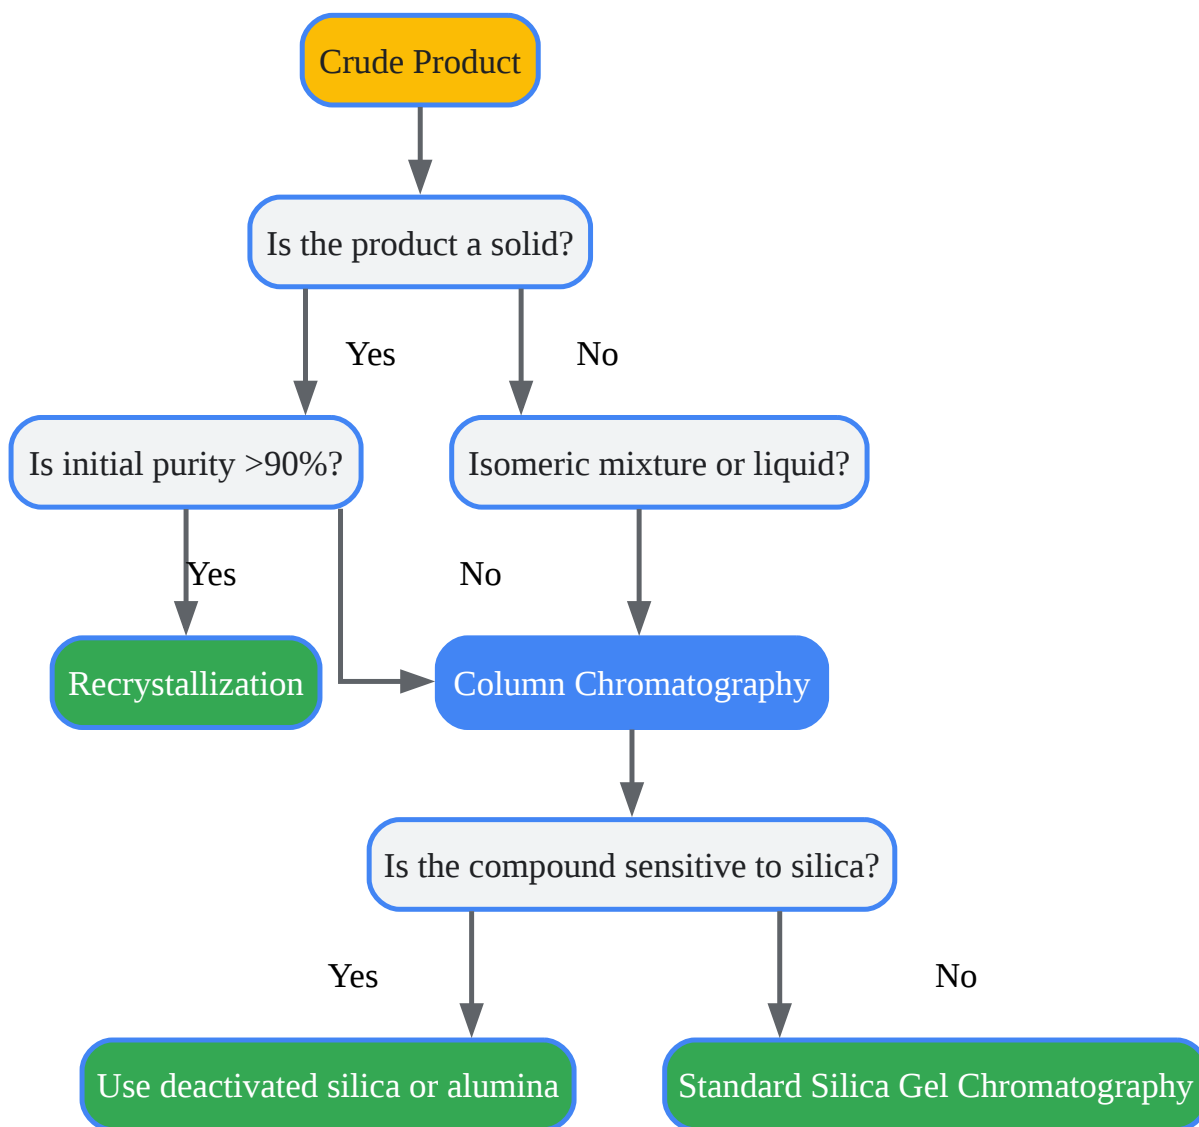 Crude Product
Is the product a solid?
Yes
No
Is initial purity >90%?
Isomeric mixture or liquid?
Yes
No
Recrystallization
Column Chromatography
Is the compound sensitive to silica?
Yes
No
Use deactivated silica or alumina
Standard Silica Gel Chromatography